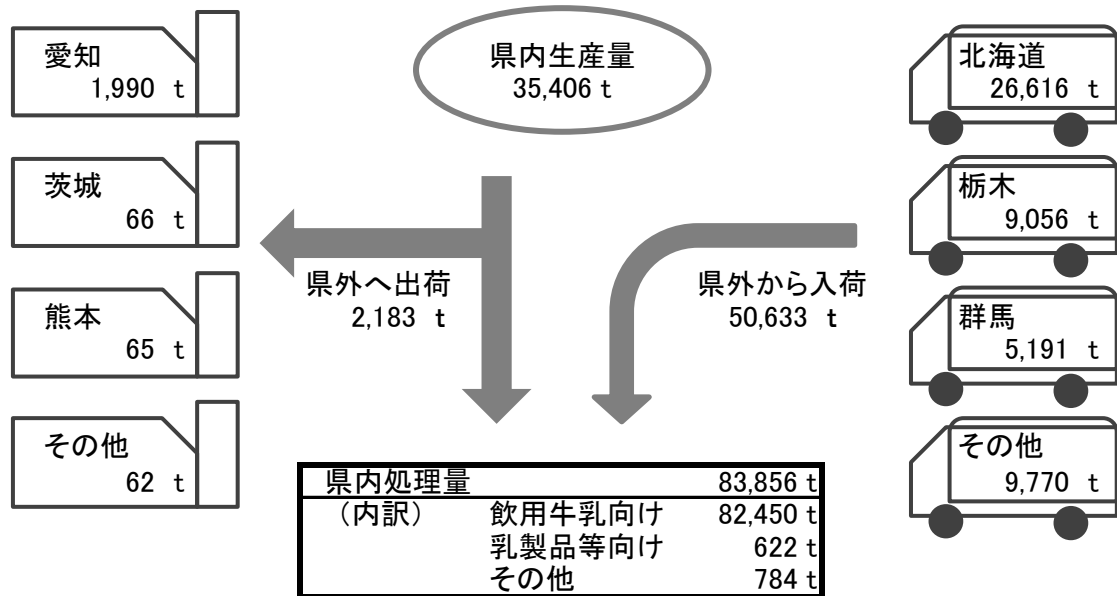 愛知
1,990 t
茨城
66 t
熊本
65 t
その他
62 t
県内生産量
35,406 t
県外へ出荷
2,183 t
県外から入荷
50,633 t
北海道
26,616 t
栃木
9,056 t
群馬
5,191 t
その他
9,770 t
県内処理量 83,856 t
（内訳） 飲用牛乳向け 82,450 t
乳製品等向け 622 t
その他 784 t